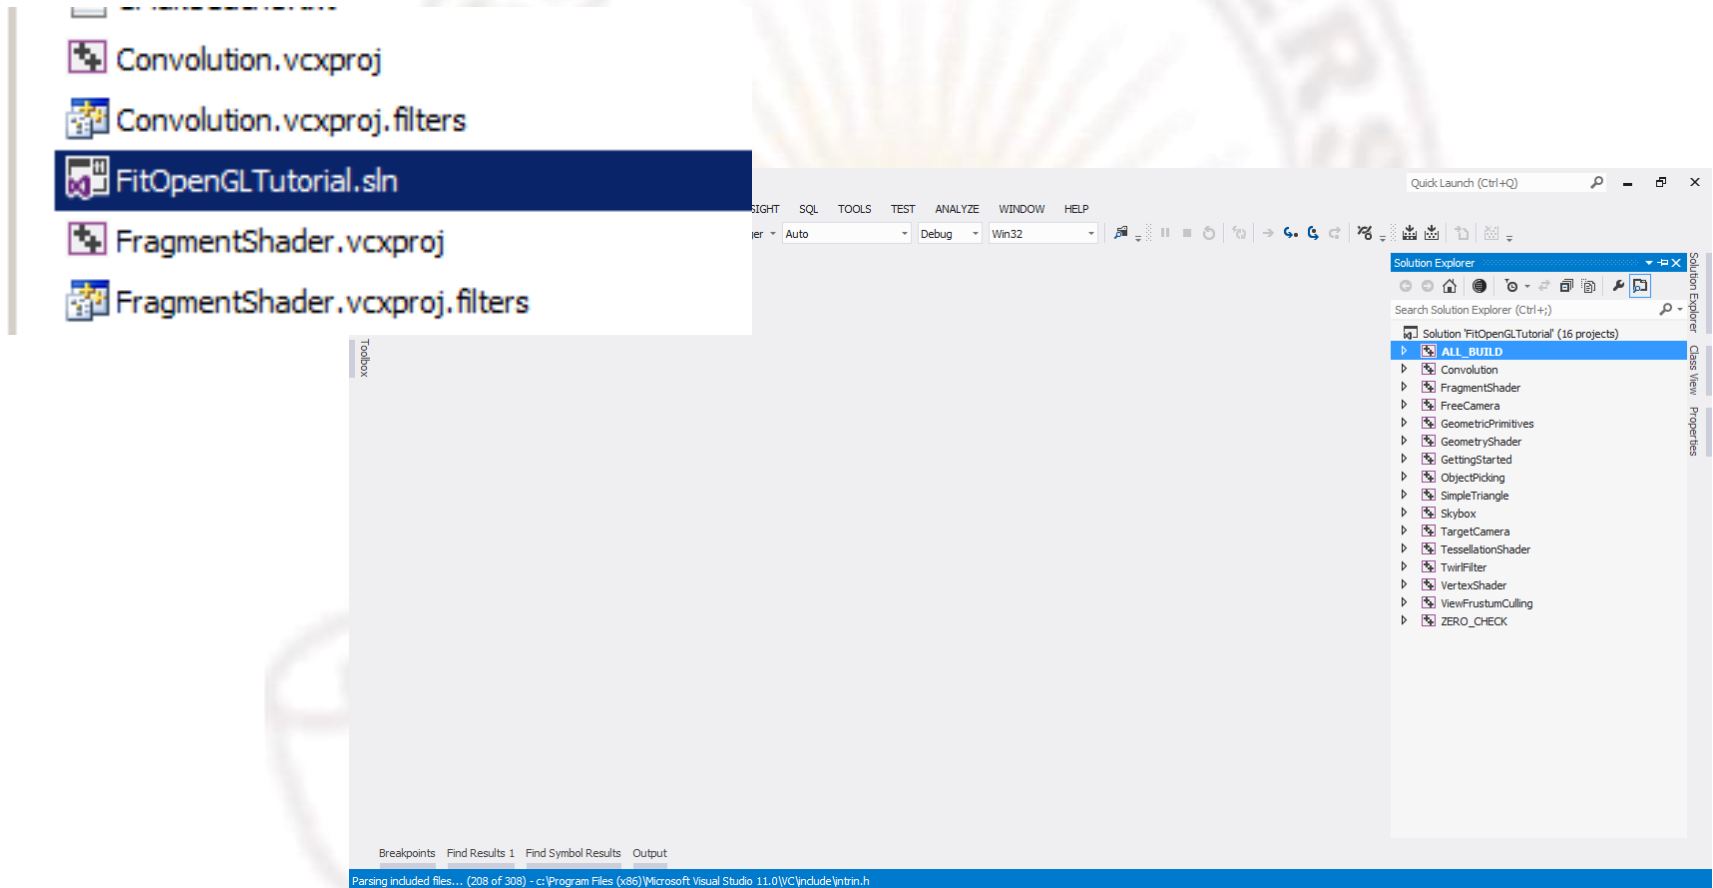 Convolution.vcxproj
Convolution.vcxproj.filters
FitOpenGLTutorial.sln
FragmentShader.vcxproj
FragmentShader.vcxproj.filters
Quick Launch (Ctrl+Q)
SQL TOOLS TEST ANALYZE WINDOW HELP
Auto Debug Win32
Solution Explorer
Search Solution Explorer (Ctrl+;)
Solution 'FitOpenGLTutorial' (16 projects)
ALL_BUILD
Convolution
FragmentShader
FreeCamera
GeometricPrimitives
GeometryShader
GettingStarted
ObjectPicking
SimpleTriangle
Skybox
TargetCamera
TessellationShader
TwirlFilter
VertexShader
ViewFrustumCulling
ZERO_CHECK
Solution Explorer
Class View
Properties
Toolbox
Breakpoints Find Results 1 Find Symbol Results Output
Parsing included files... (208 of 308) - c:\Program Files (x86)\Microsoft Visual Studio 11.0\VC\include\intrin.h